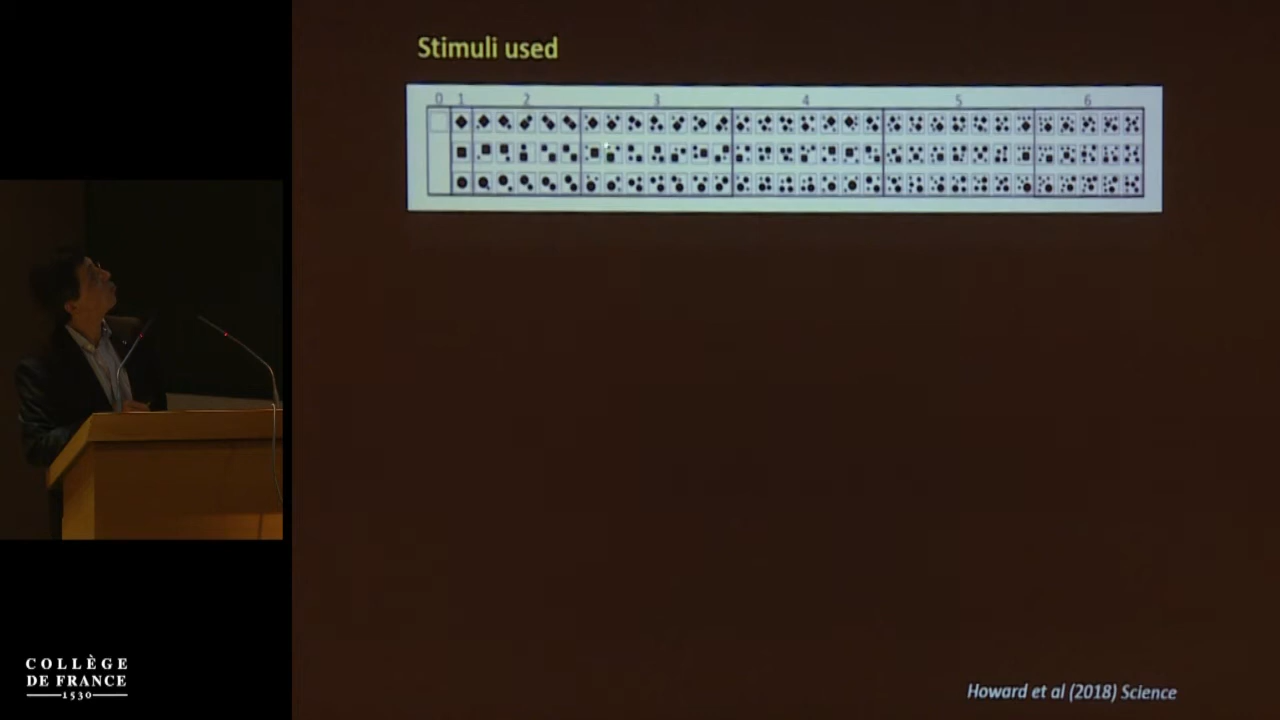 Stimuli used
0 1 2 3 4 5 6
COLLÈGE
DE FRANCE
1530
Howard et al (2018) Science